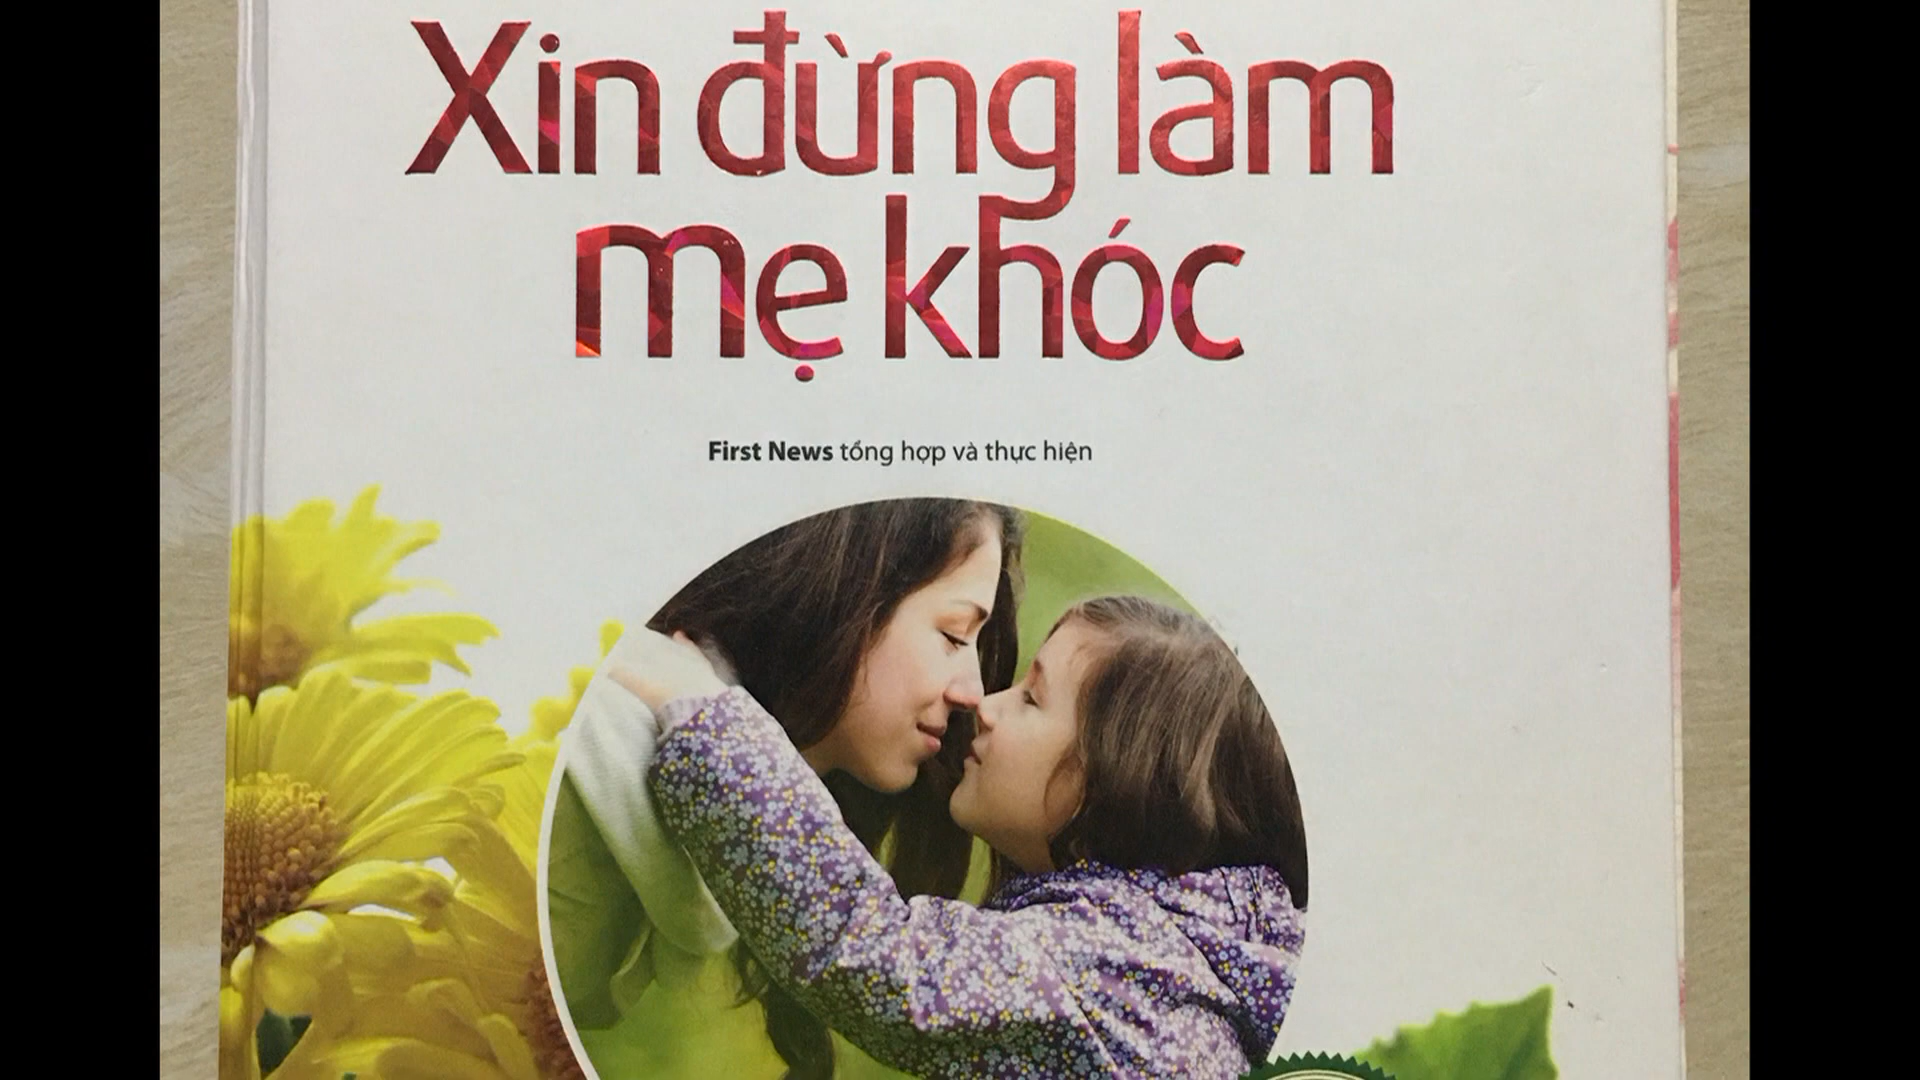 Xin đừng làm
mẹ khóc
First News tổng hợp và thực hiện